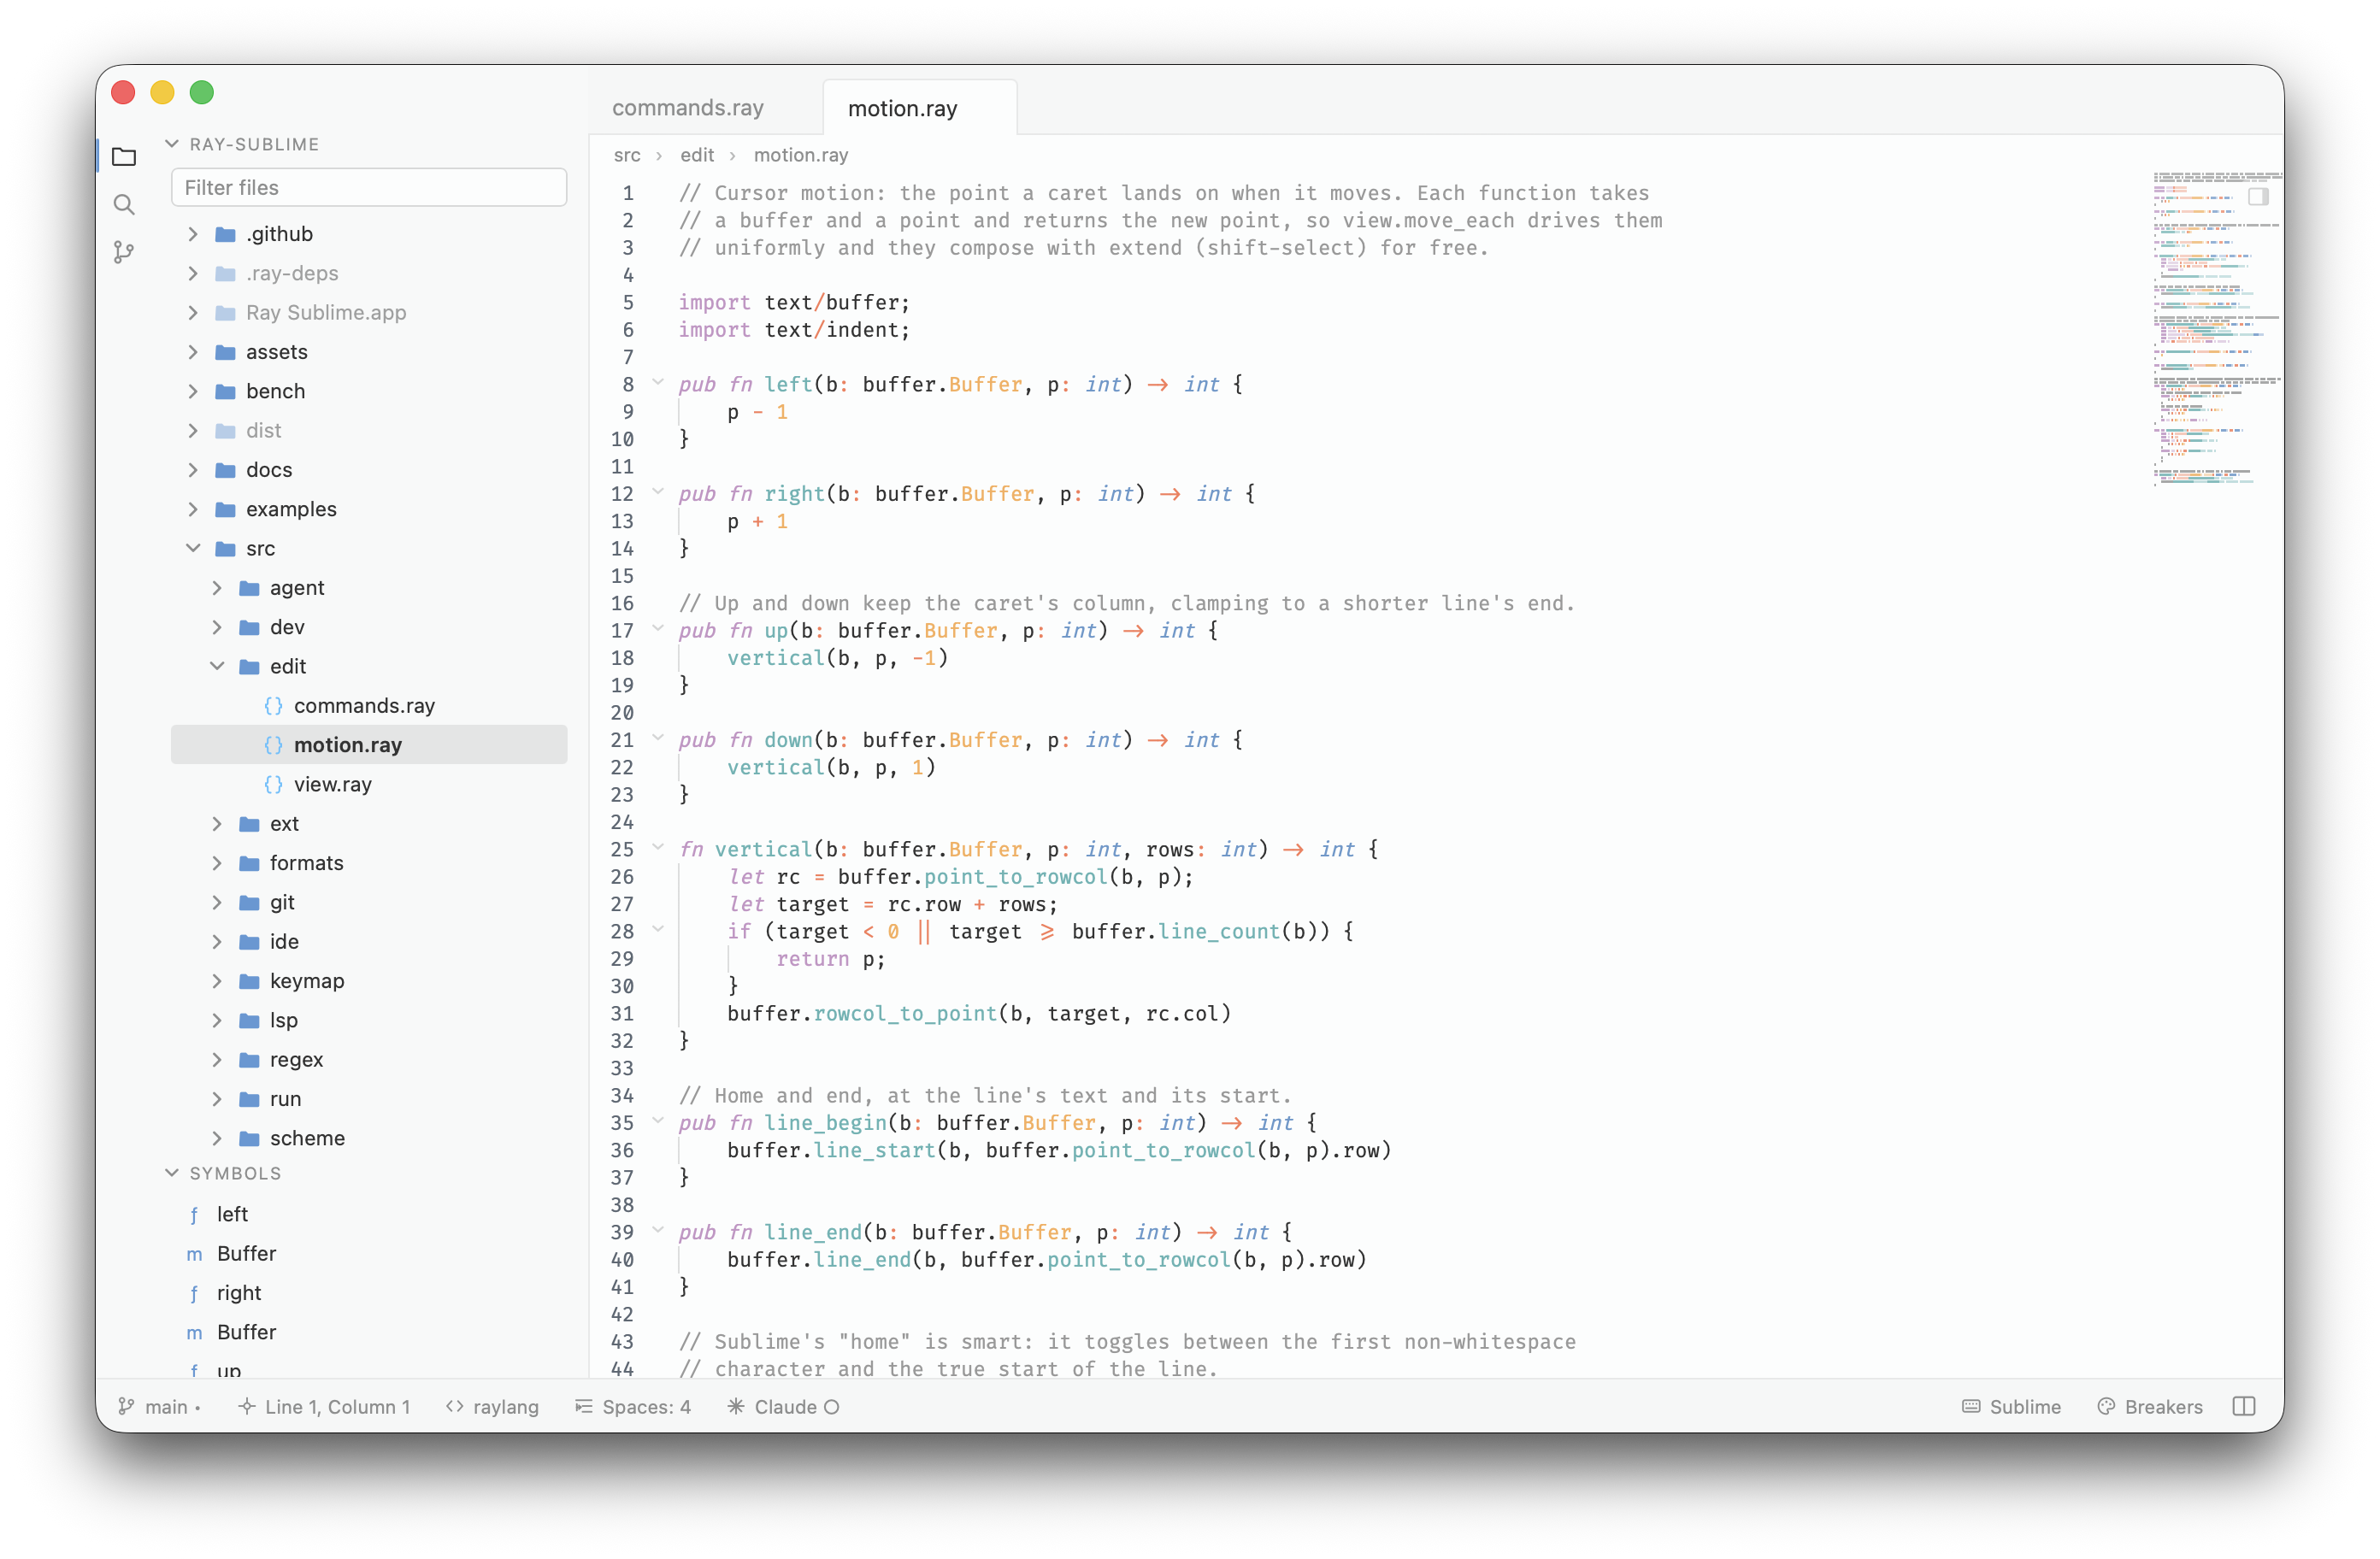 RAY-SUBLIME
Filter files
.github
.ray-deps
Ray Sublime.app
assets
bench
dist
docs
examples
src
agent
dev
edit
{} commands.ray
{} motion.ray
{} view.ray
ext
formats
git
ide
keymap
lsp
regex
run
scheme
SYMBOLS
f left
m Buffer
f right
m Buffer
f up
commands.ray
motion.ray
src › edit › motion.ray
1 // Cursor motion: the point a caret lands on when it moves. Each function takes
2 // a buffer and a point and returns the new point, so view.move_each drives them
3 // uniformly and they compose with extend (shift-select) for free.
4
5 import text/buffer;
6 import text/indent;
7
8 pub fn left(b: buffer.Buffer, p: int) -> int {
9     p - 1
10 }
11
12 pub fn right(b: buffer.Buffer, p: int) -> int {
13     p + 1
14 }
15
16 // Up and down keep the caret's column, clamping to a shorter line's end.
17 pub fn up(b: buffer.Buffer, p: int) -> int {
18     vertical(b, p, -1)
19 }
20
21 pub fn down(b: buffer.Buffer, p: int) -> int {
22     vertical(b, p, 1)
23 }
24
25 fn vertical(b: buffer.Buffer, p: int, rows: int) -> int {
26     let rc = buffer.point_to_rowcol(b, p);
27     let target = rc.row + rows;
28     if (target < 0 || target >= buffer.line_count(b)) {
29         return p;
30     }
31     buffer.rowcol_to_point(b, target, rc.col)
32 }
33
34 // Home and end, at the line's text and its start.
35 pub fn line_begin(b: buffer.Buffer, p: int) -> int {
36     buffer.line_start(b, buffer.point_to_rowcol(b, p).row)
37 }
38
39 pub fn line_end(b: buffer.Buffer, p: int) -> int {
40     buffer.line_end(b, buffer.point_to_rowcol(b, p).row)
41 }
42
43 // Sublime's "home" is smart: it toggles between the first non-whitespace
44 // character and the true start of the line.
main • Line 1, Column 1 <> raylang Spaces: 4 Claude Sublime Breakers